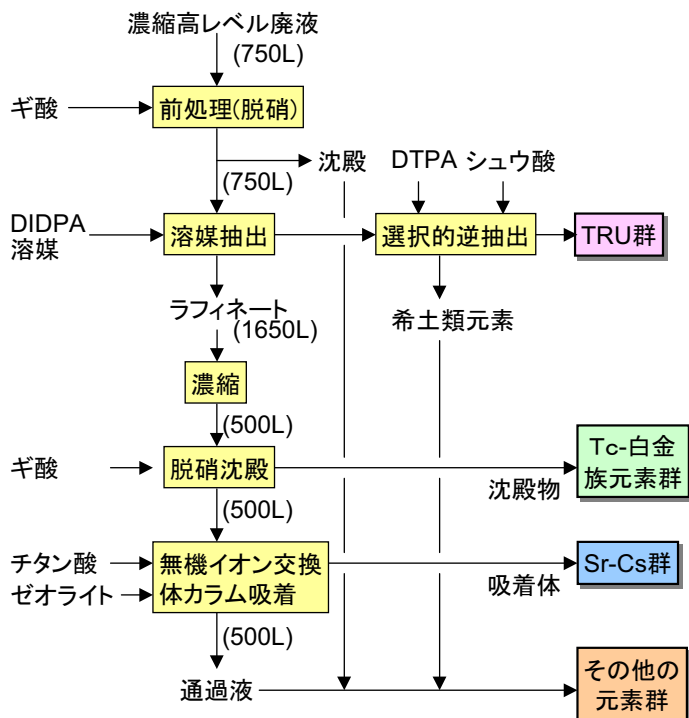 濃縮高レベル廃液
(750L)
ギ酸
前処理(脱硝)
沈殿
(750L)
DTPA シュウ酸
DIDPA
溶媒
溶媒抽出
選択的逆抽出
TRU群
ラフィネート
(1650L)
希土類元素
濃縮
(500L)
ギ酸
脱硝沈殿
沈殿物
Tc-白金
族元素群
(500L)
チタン酸
ゼオライト
無機イオン交換
体カラム吸着
吸着体
Sr-Cs群
(500L)
通過液
その他の
元素群